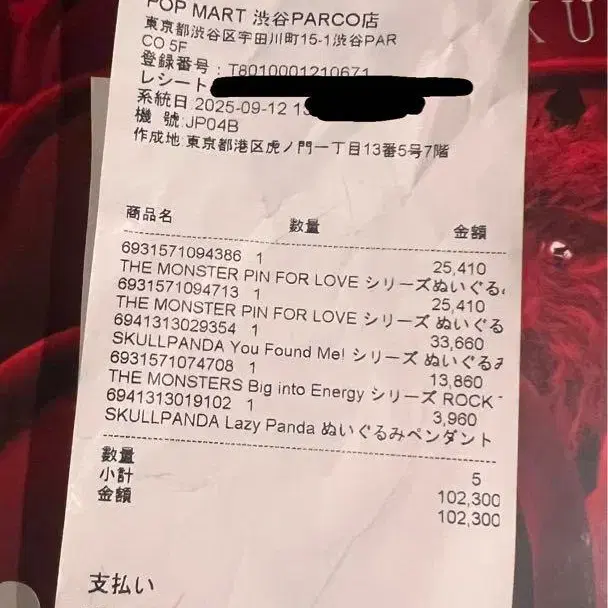 POP MART 渋谷PARCO店
東京都渋谷区宇田川町15-1渋谷PAR
CO 5F
登録番号：T8010001210671
レシート
系統日 2025-09-12 1
機 號:JP04B
作成地:東京都港区虎ノ門一丁目13番5号7階
商品名 数量 金額
6931571094386 1 25,410
THE MONSTER PIN FOR LOVE シリーズぬいぐる
6931571094713 1 25,410
THE MONSTER PIN FOR LOVE シリーズ ぬいぐる
6941313029354 1 33,660
SKULLPANDA You Found Me! シリーズ ぬいぐるみ
6931571074708 1 13,860
THE MONSTERS Big into Energy シリーズ ROCK
6941313019102 1 3,960
SKULLPANDA Lazy Panda ぬいぐるみペンダント
数量 5
小計 102,300
金額 102,300
支払い
KU